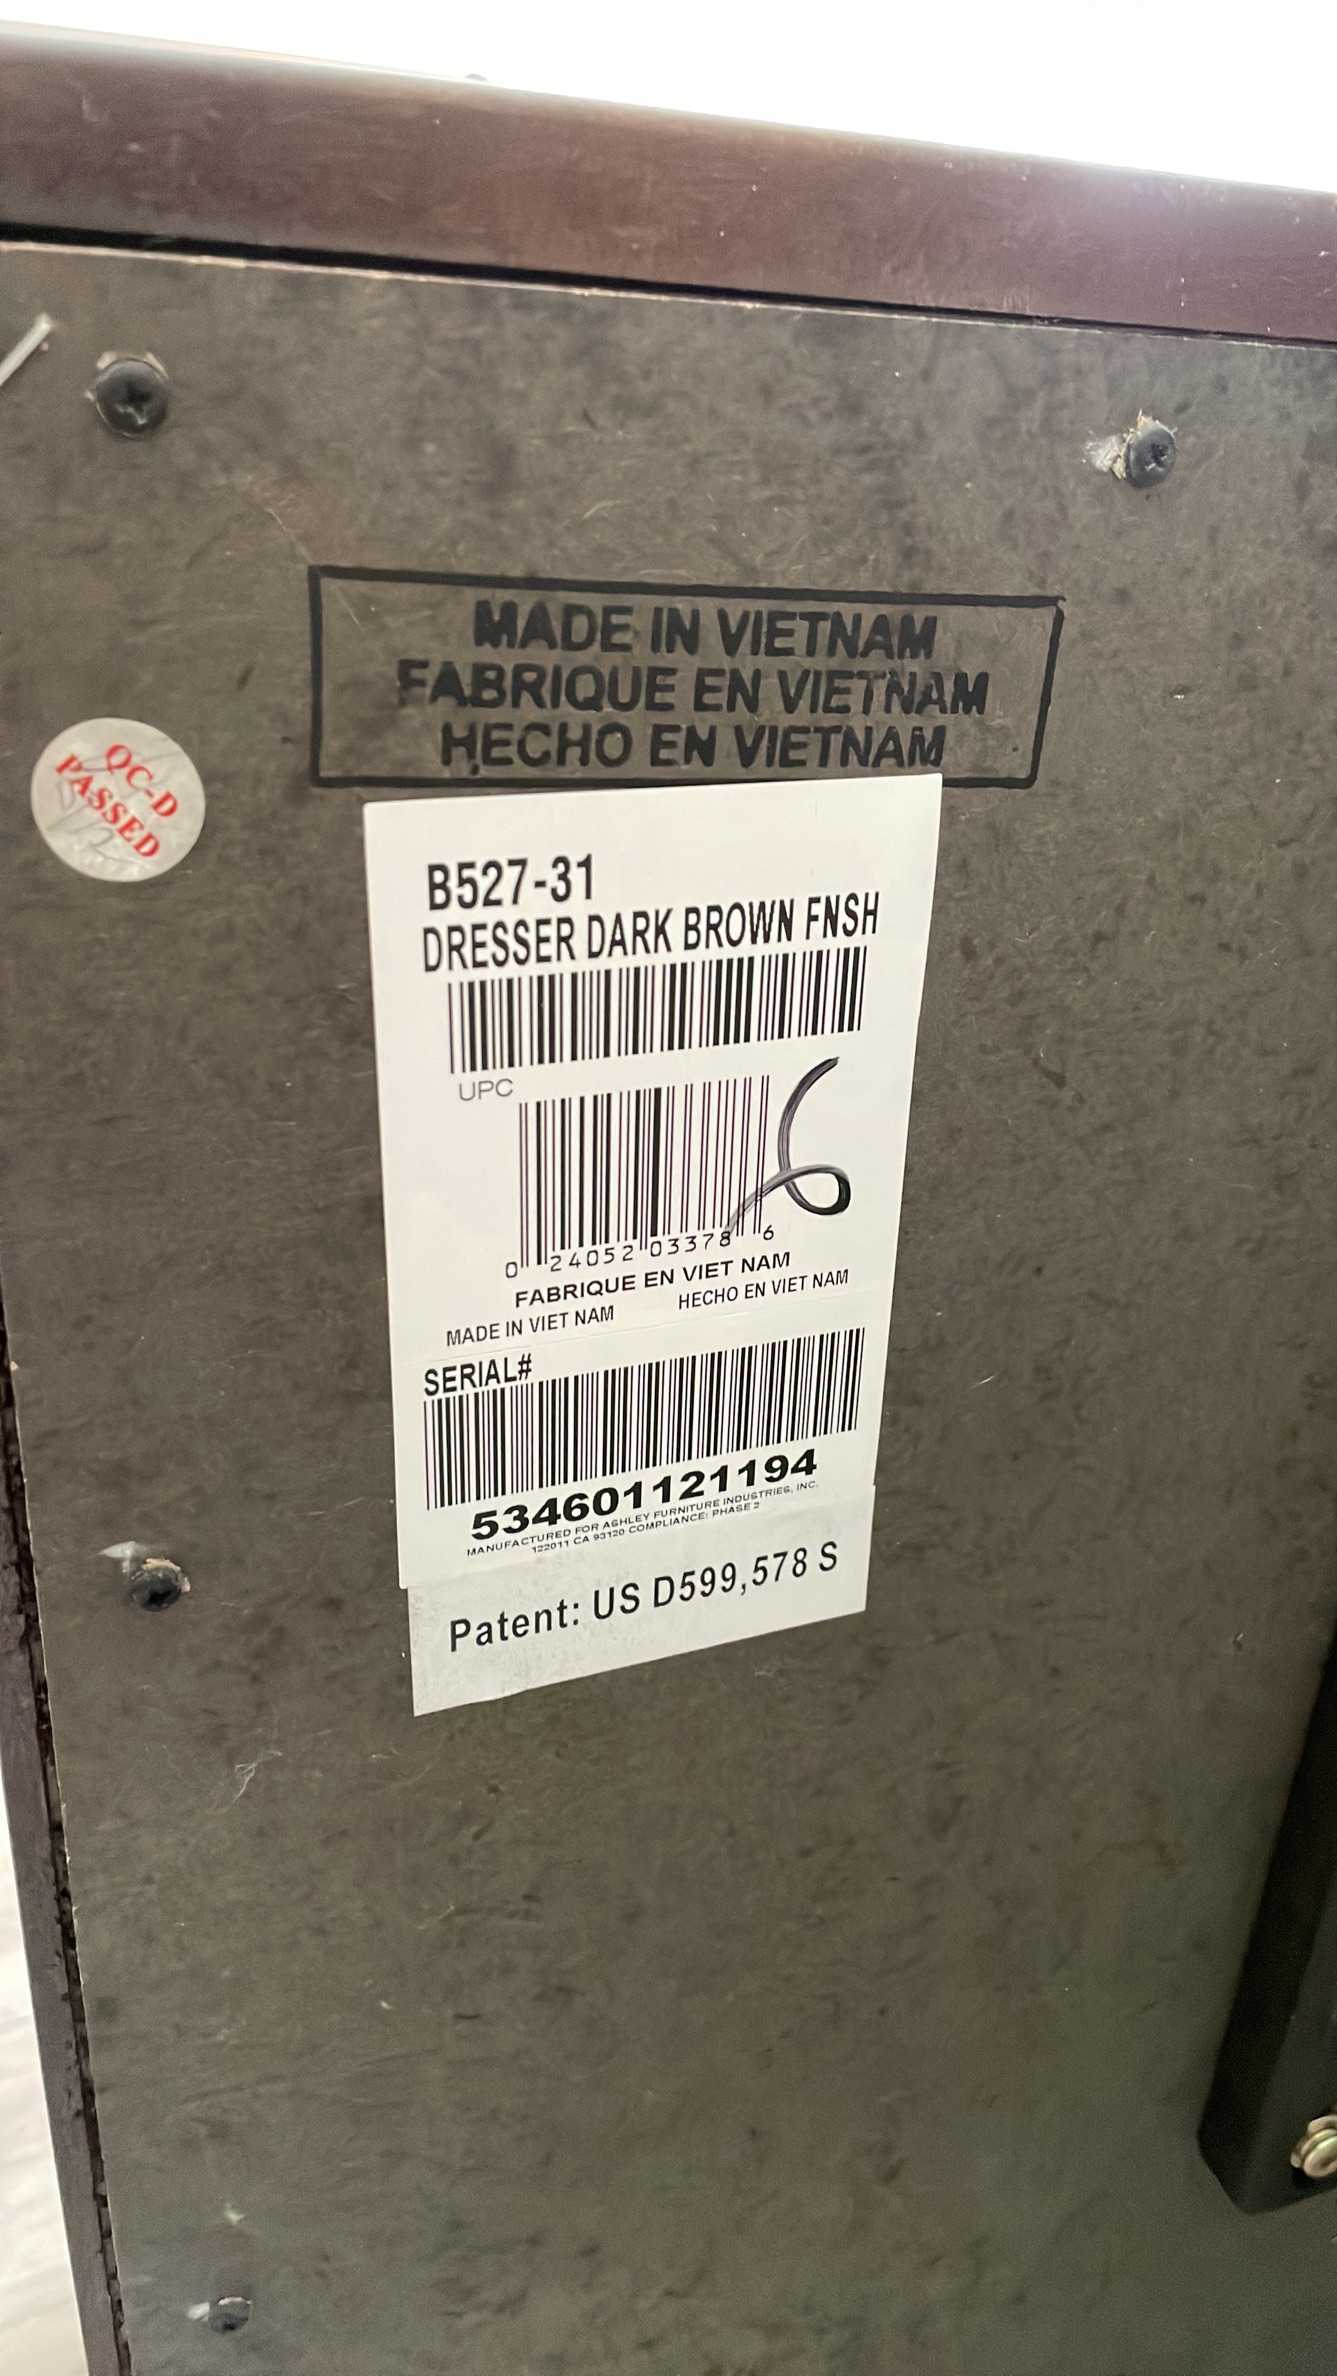 MADE IN VIETNAM
FABRIQUE EN VIETNAM
HECHO EN VIETNAM
QC-D
PASSED
B527-31
DRESSER DARK BROWN FNSH
UPC
6
0 24052 03378 6
FABRIQUE EN VIET NAM
MADE IN VIET NAM HECHO EN VIET NAM
SERIAL#
534601121194
MANUFACTURED FOR ASHLEY FURNITURE INDUSTRIES, INC.
122011 CA 93120 COMPLIANCE: PHASE 2
Patent: US D599,578 S